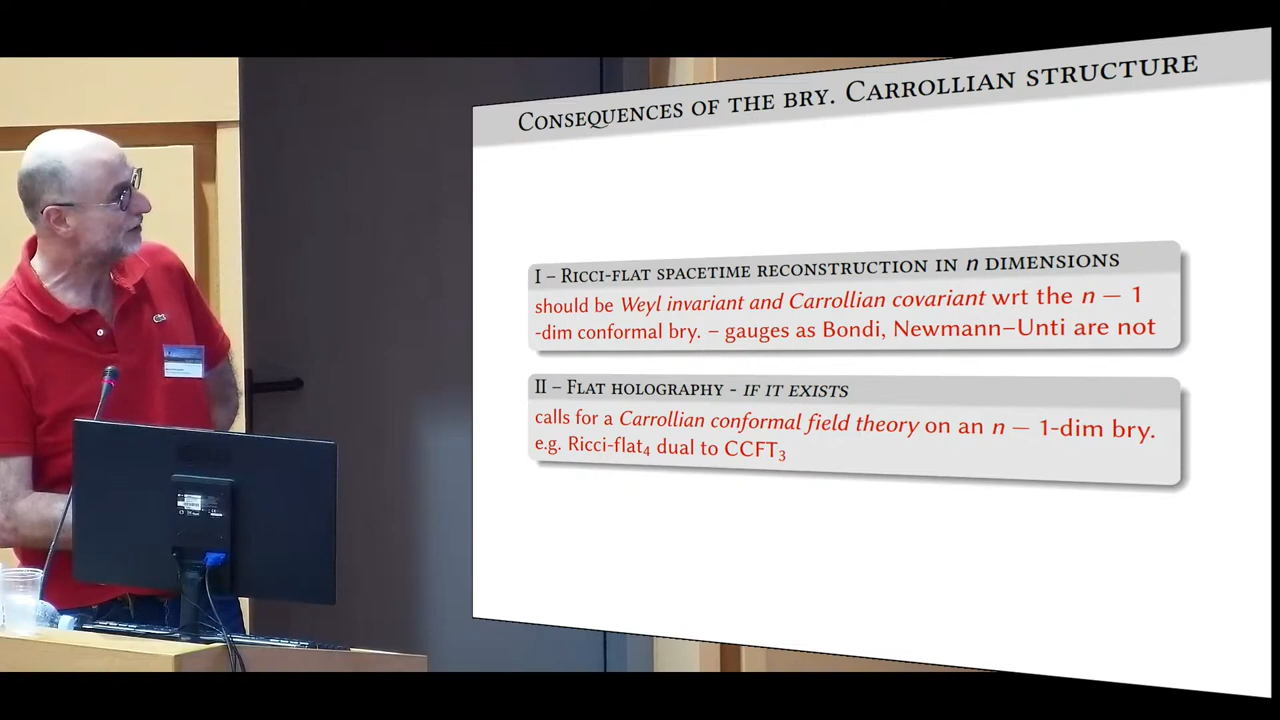 Consequences of the bry. Carrollian structure
I – Ricci-flat spacetime reconstruction in n dimensions
should be Weyl invariant and Carrollian covariant wrt the n − 1
-dim conformal bry. – gauges as Bondi, Newmann–Unti are not
II – Flat holography - if it exists
calls for a Carrollian conformal field theory on an n − 1-dim bry.
e.g. Ricci-flat₄ dual to CCFT₃